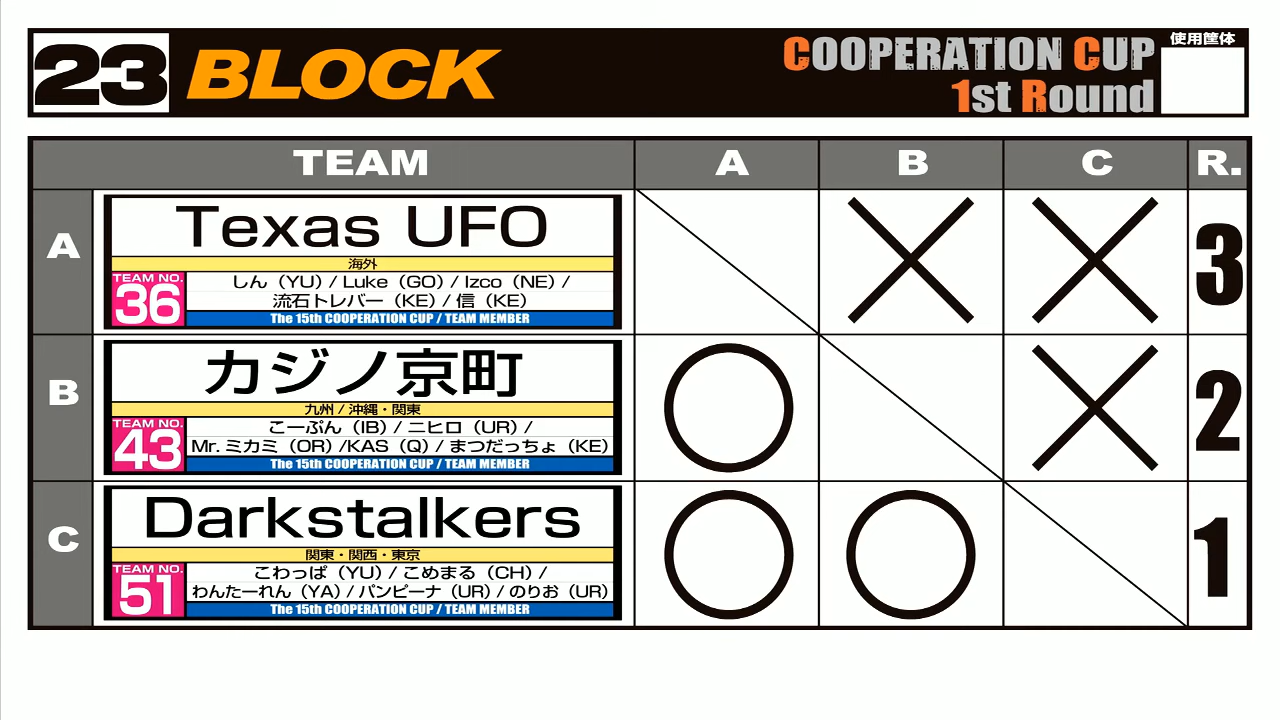 23 BLOCK
COOPERATION CUP
1st Round
使用筐体
TEAM A B C R.
A
Texas UFO
海外
TEAM NO.
36
しん（YU）/ Luke（GO）/ Izco（NE）/
流石トレバー（KE）/ 信（KE）
The 15th COOPERATION CUP / TEAM MEMBER
3
B
カジノ京町
九州 / 沖縄・関東
TEAM NO.
43
こーぷん（IB）/ ニヒロ（UR）/
Mr. ミカミ（OR）/KAS（Q）/ まつだっちょ（KE）
The 15th COOPERATION CUP / TEAM MEMBER
2
C
Darkstalkers
関東・関西・東京
TEAM NO.
51
こわっぱ（YU）/ こめまる（CH）/
わんたーれん（YA）/ バンピーナ（UR）/ のりお（UR）
The 15th COOPERATION CUP / TEAM MEMBER
1